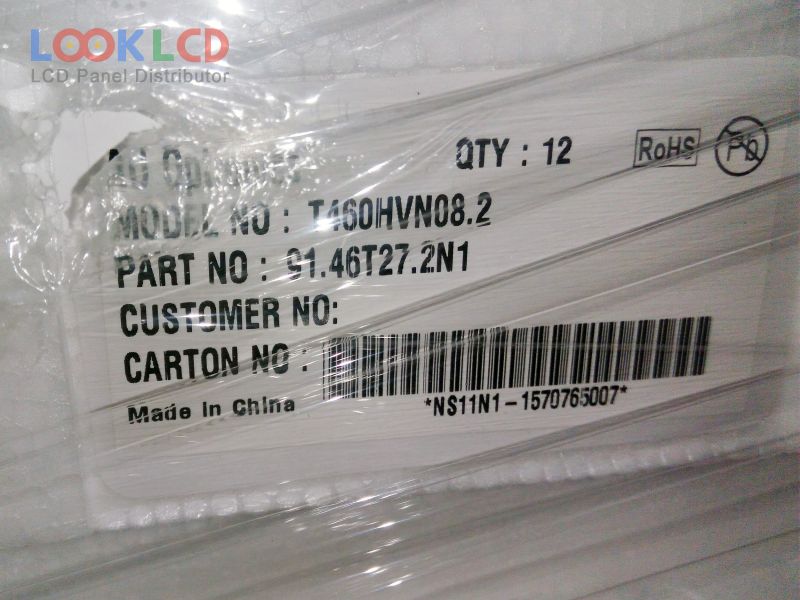 LOOKLCD
LCD Panel Distributor
QTY : 12
RoHS
Pb
MODEL NO : T460HVN08.2
PART NO : 91.46T27.2N1
CUSTOMER NO:
CARTON NO :
*NS11N1-1570765007*
Made in China